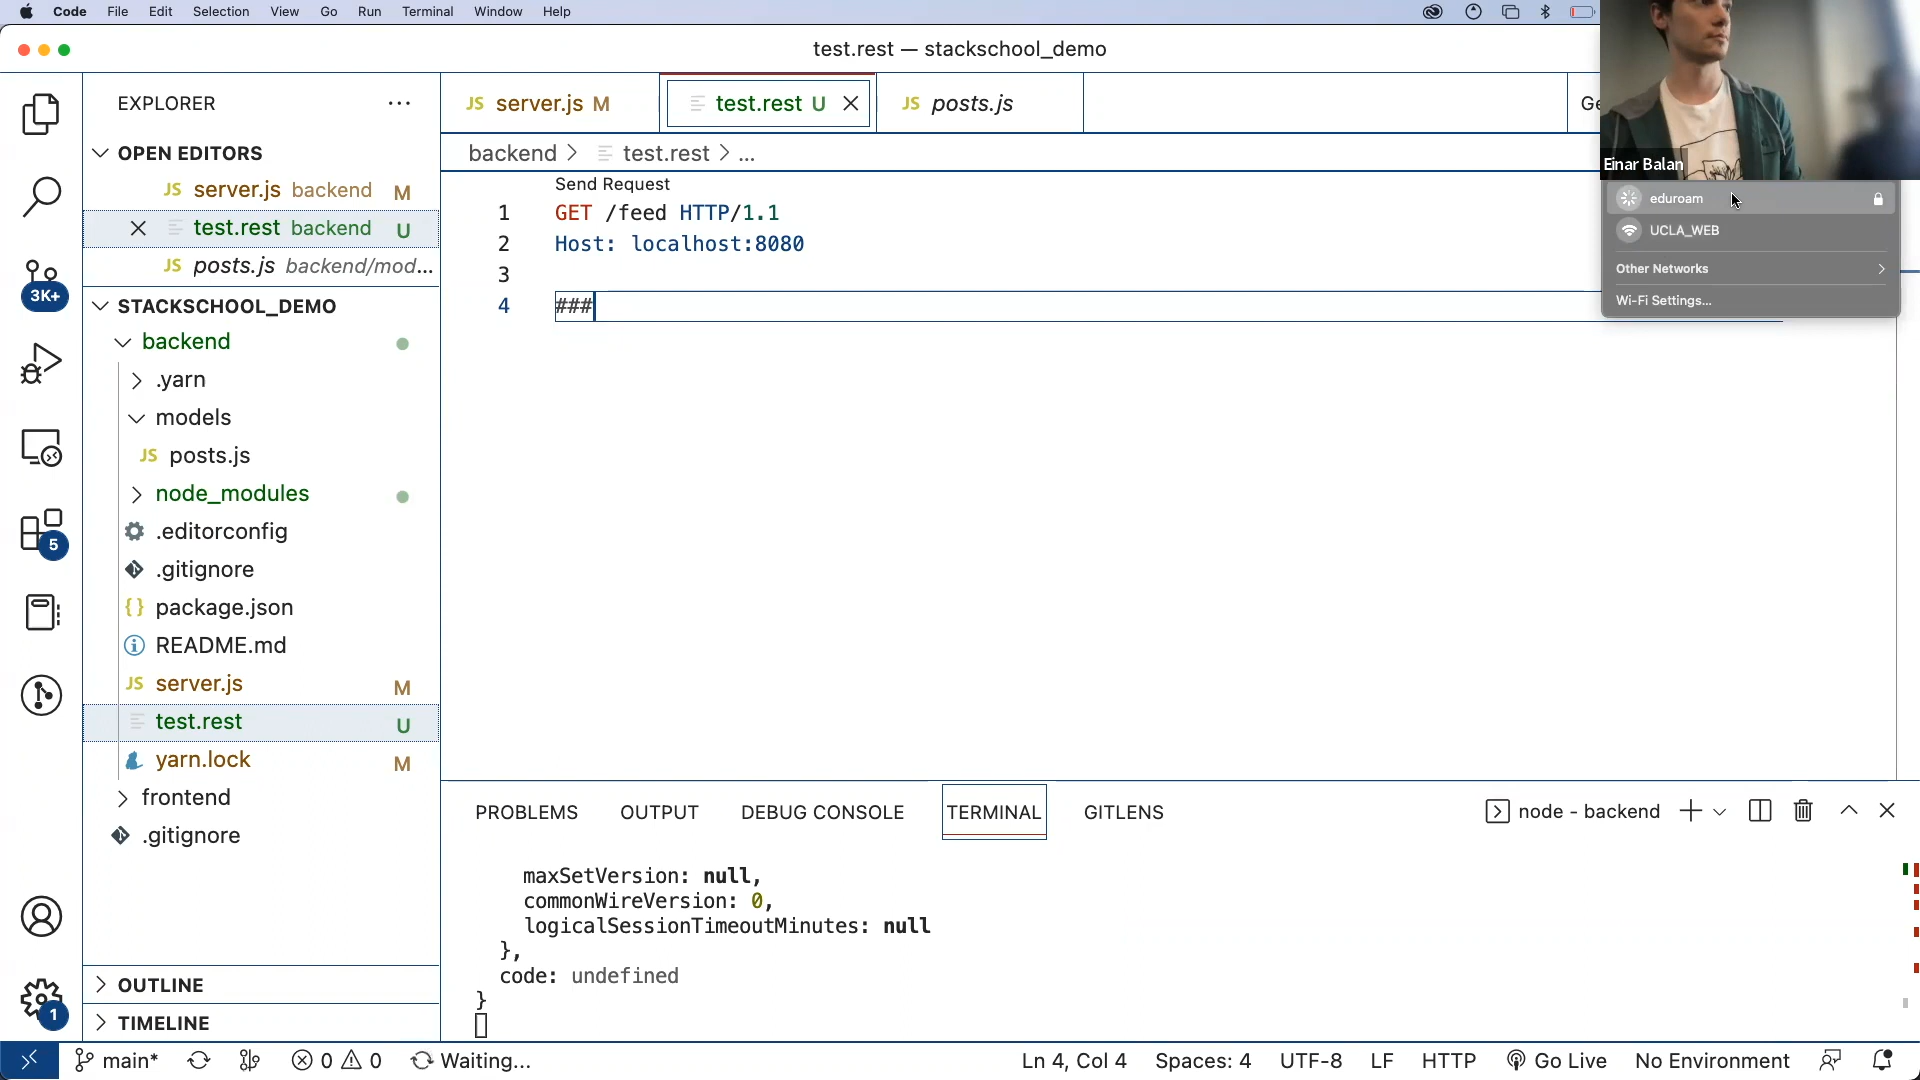 Code File Edit Selection View Go Run Terminal Window Help
test.rest — stackschool_demo
EXPLORER
OPEN EDITORS
JS server.js backend M
test.rest backend U
JS posts.js backend/mod...
STACKSCHOOL_DEMO
backend
.yarn
models
JS posts.js
node_modules
.editorconfig
.gitignore
{} package.json
README.md
JS server.js M
test.rest U
yarn.lock M
frontend
.gitignore
OUTLINE
TIMELINE
3K+
5
1
JS server.js M
test.rest U
JS posts.js
backend > test.rest > ...
Send Request
1 GET /feed HTTP/1.1
2 Host: localhost:8080
3
4 ###
Einar Balan
eduroam
UCLA_WEB
Other Networks
Wi-Fi Settings...
PROBLEMS OUTPUT DEBUG CONSOLE TERMINAL GITLENS
node - backend
maxSetVersion: null,
commonWireVersion: 0,
logicalSessionTimeoutMinutes: null
},
code: undefined
}
main* 0 0 Waiting...
Ln 4, Col 4 Spaces: 4 UTF-8 LF HTTP Go Live No Environment